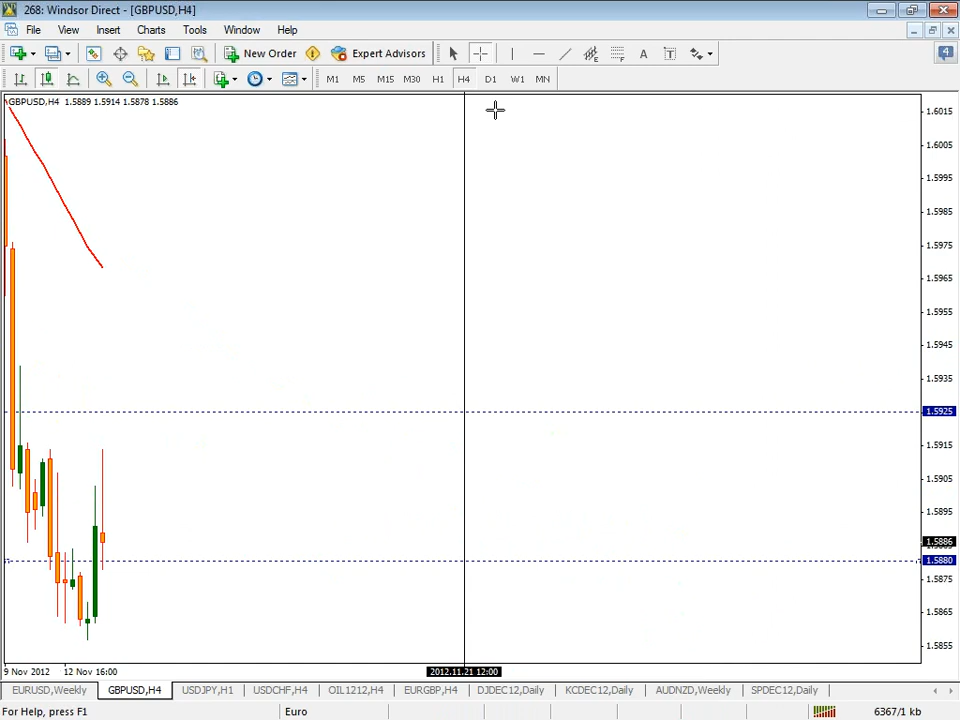 268: Windsor Direct - [GBPUSD,H4]
File View Insert Charts Tools Window Help
New Order Expert Advisors A T 4
M1 M5 M15 M30 H1 H4 D1 W1 MN
GBPUSD,H4 1.5889 1.5914 1.5878 1.5886
1.6015
1.6005
1.5995
1.5985
1.5975
1.5965
1.5955
1.5945
1.5935
1.5925
1.5915
1.5905
1.5895
1.5886
1.5880
1.5875
1.5865
1.5855
9 Nov 2012 12 Nov 16:00 2012.11.21 12:00
EURUSD,Weekly GBPUSD,H4 USDJPY,H1 USDCHF,H4 OIL1212,H4 EURGBP,H4 DJDEC12,Daily KCDEC12,Daily AUDNZD,Weekly SPDEC12,Daily
For Help, press F1 Euro 6367/1 kb